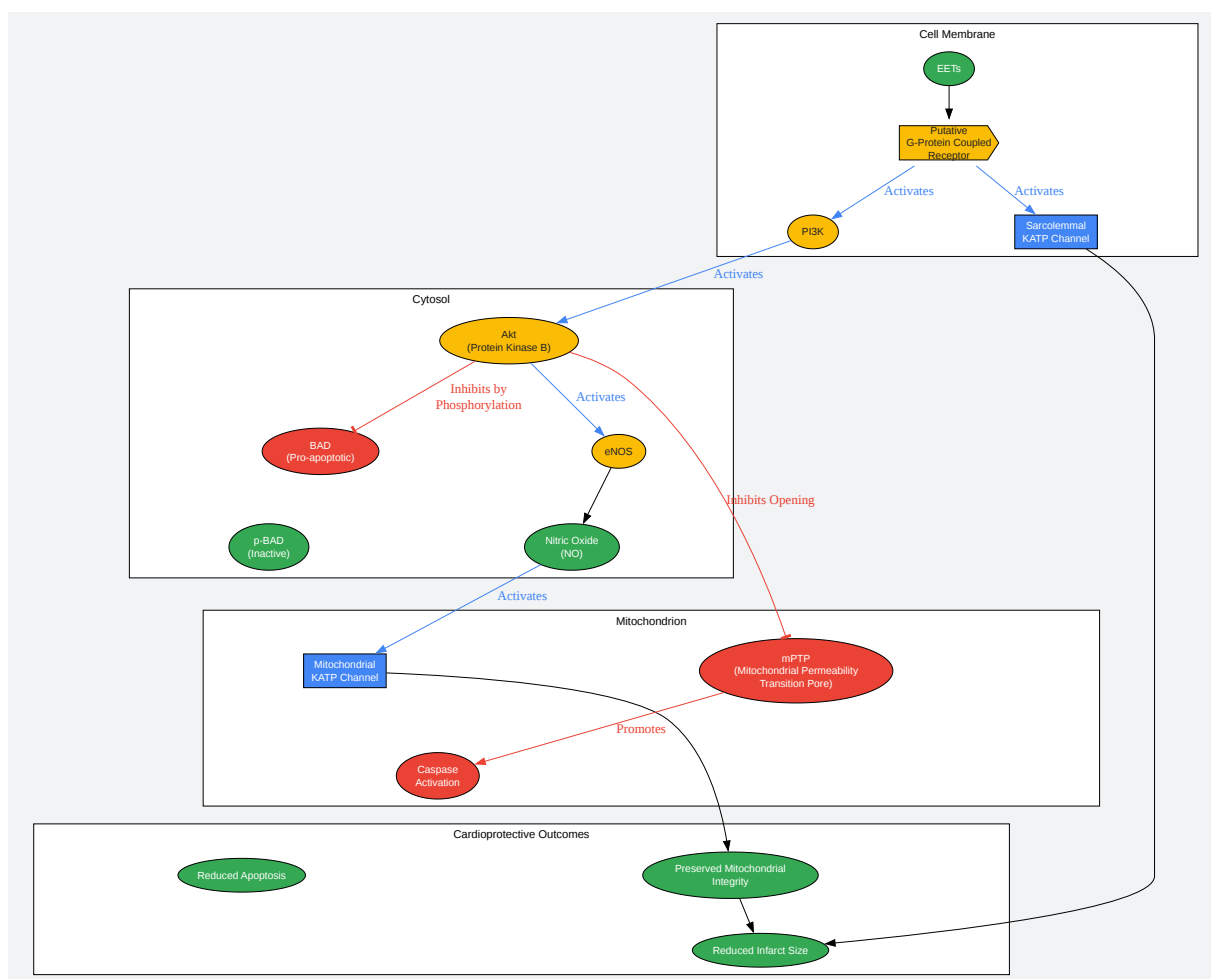 Cell Membrane
EETs
Putative
G-Protein Coupled
Receptor
Activates
Activates
PI3K
Sarcolemmal
KATP Channel
Activates
Cytosol
Akt
(Protein Kinase B)
Inhibits by
Phosphorylation
Activates
BAD
(Pro-apoptotic)
eNOS
Inhibits Opening
p-BAD
(Inactive)
Nitric Oxide
(NO)
Activates
Mitochondrion
Mitochondrial
KATP Channel
mPTP
(Mitochondrial Permeability
Transition Pore)
Promotes
Caspase
Activation
Cardioprotective Outcomes
Reduced Apoptosis
Preserved Mitochondrial
Integrity
Reduced Infarct Size